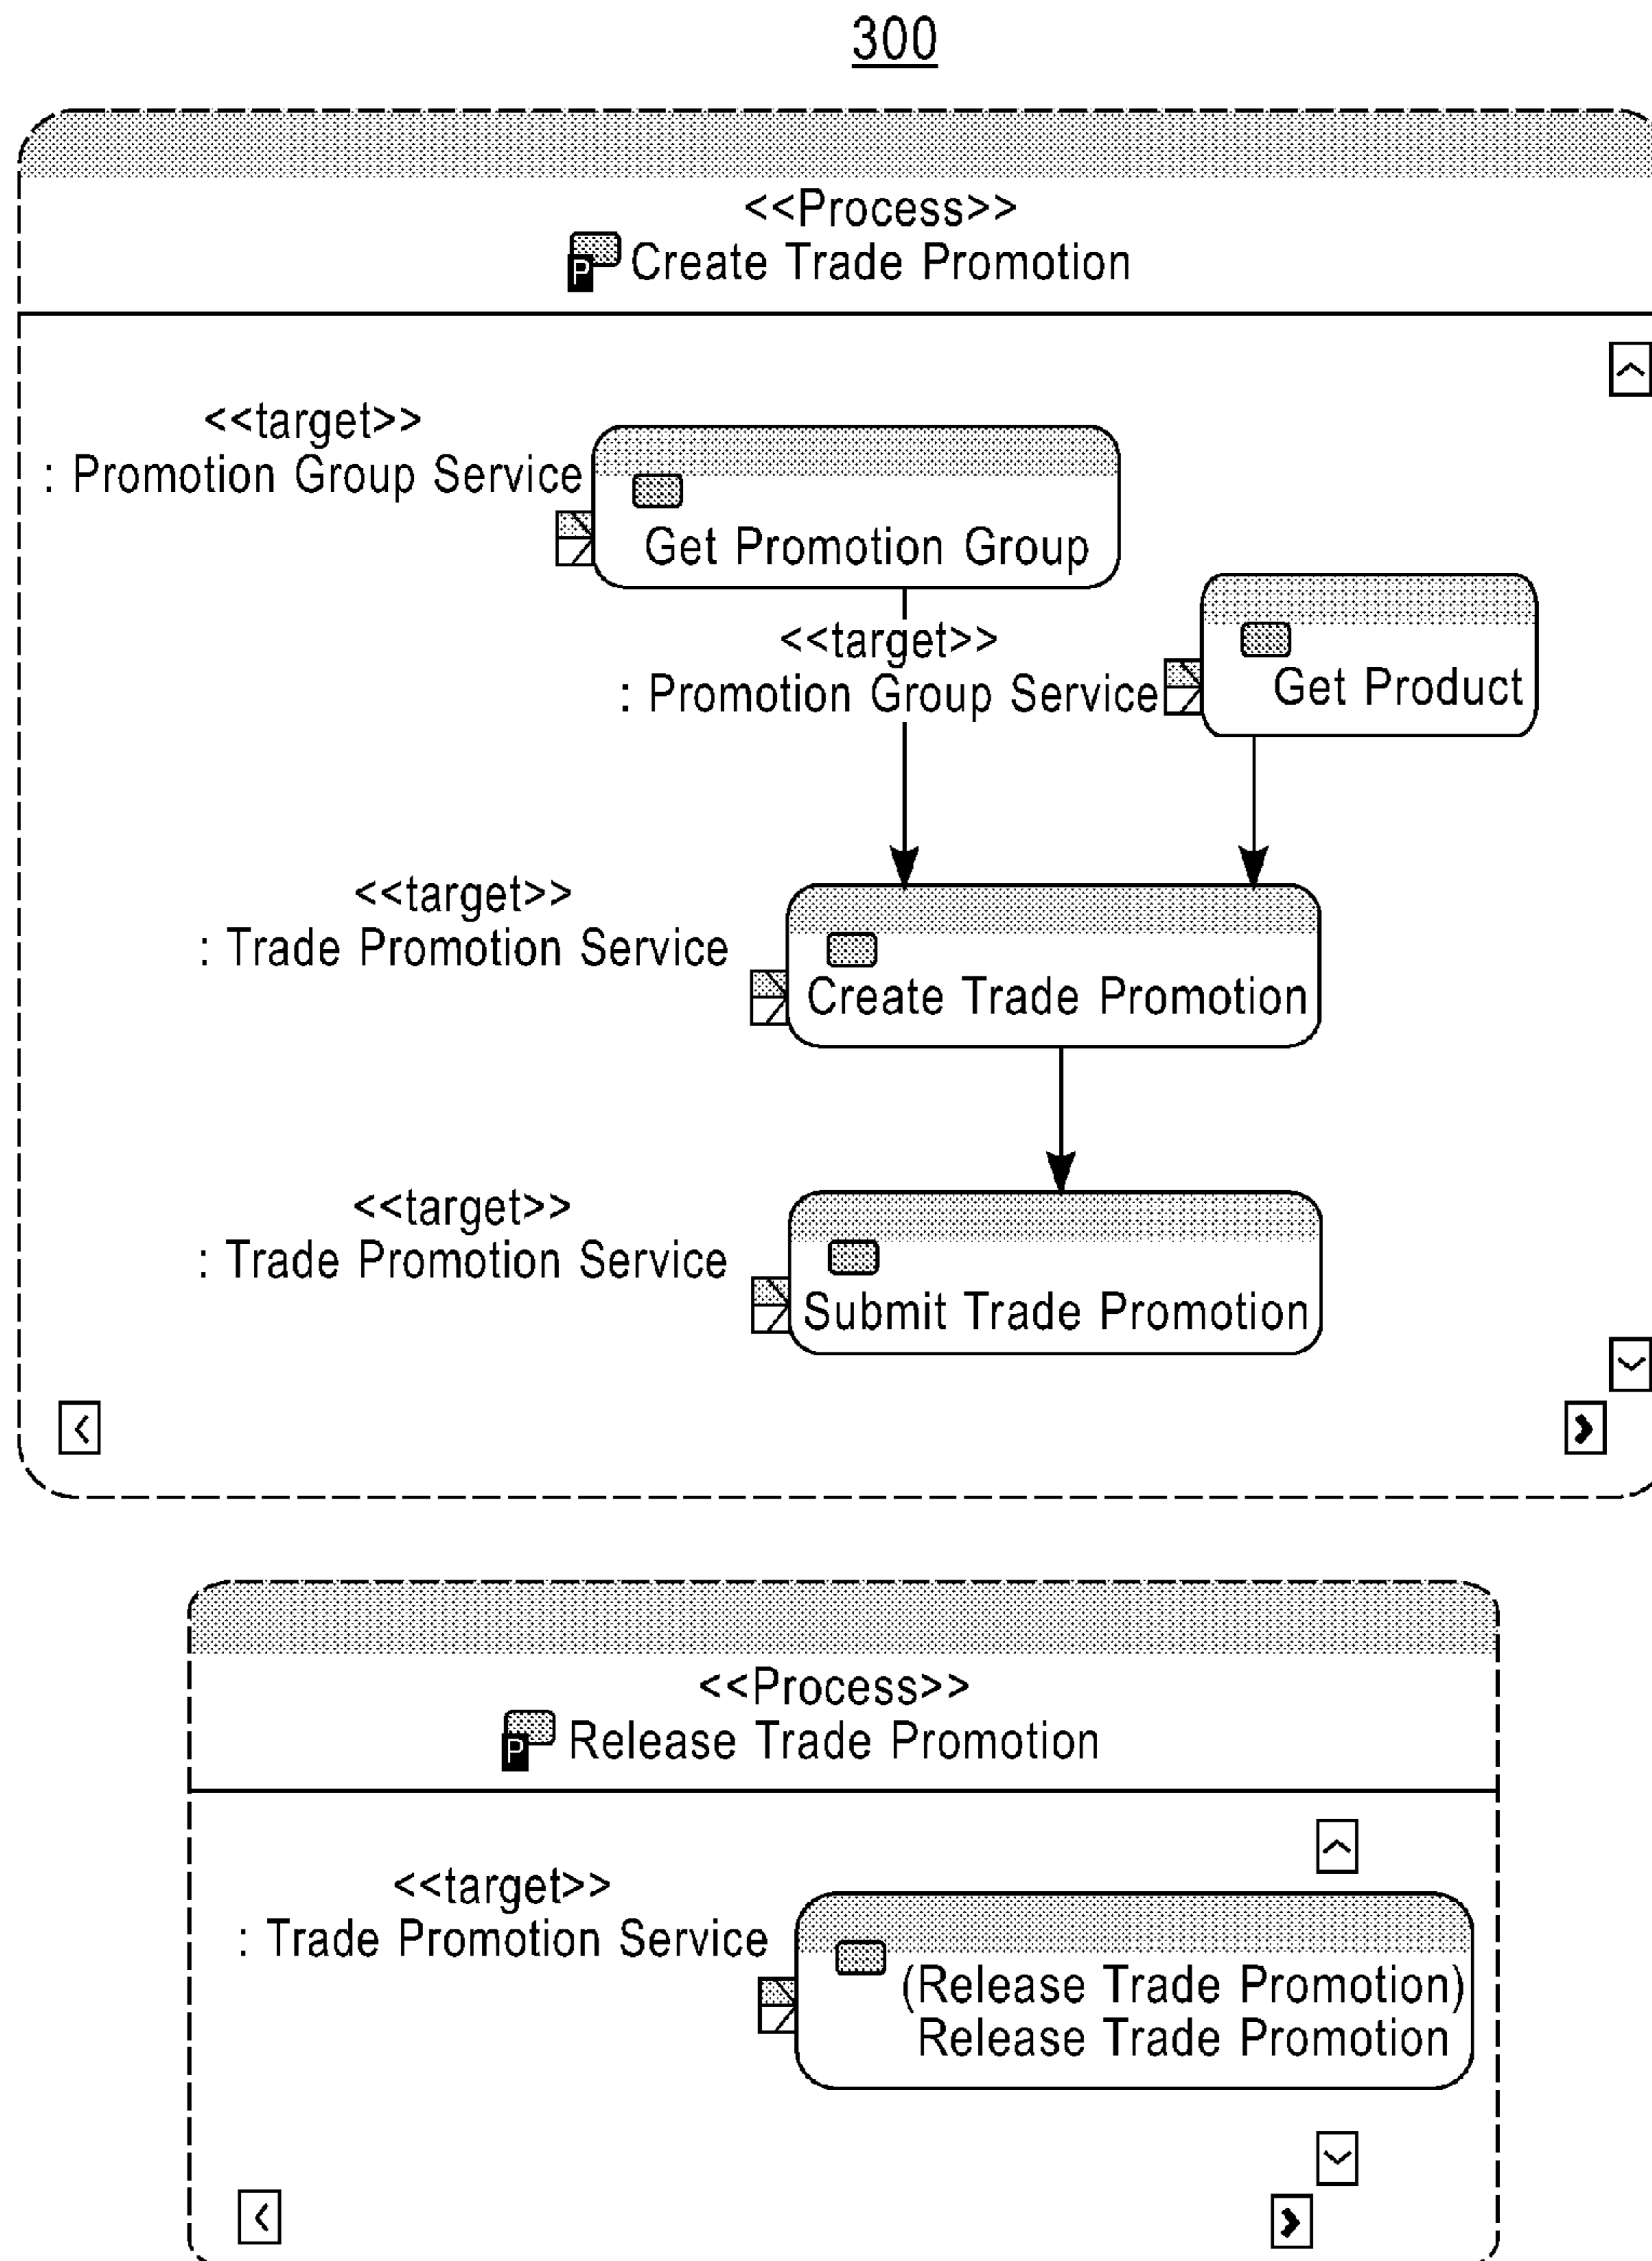 300
<<Process>>
P Create Trade Promotion
<<target>>
: Promotion Group Service
Get Promotion Group
<<target>>
: Promotion Group Service
Get Product
<<target>>
: Trade Promotion Service
Create Trade Promotion
<<target>>
: Trade Promotion Service
Submit Trade Promotion
<<Process>>
P Release Trade Promotion
<<target>>
: Trade Promotion Service
(Release Trade Promotion)
Release Trade Promotion